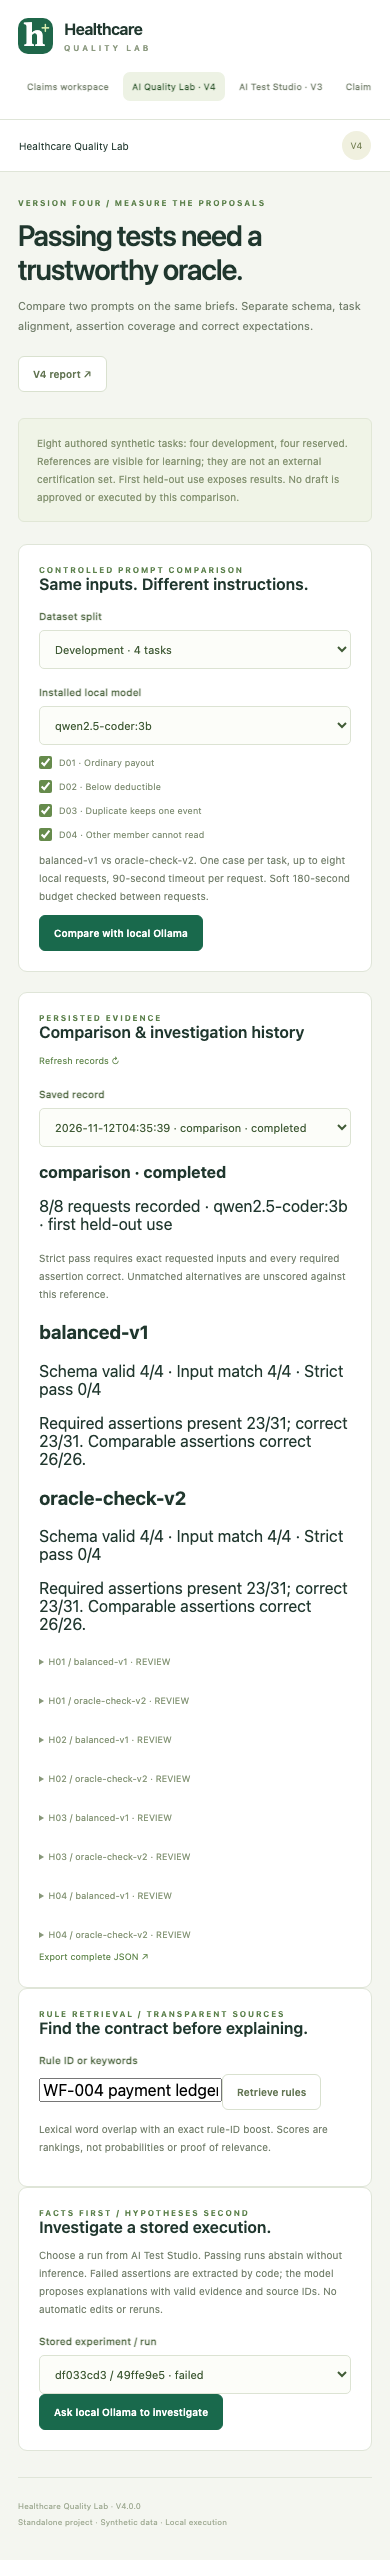 h+
Healthcare
QUALITY LAB
Claims workspace
AI Quality Lab · V4
AI Test Studio · V3
Claim
Healthcare Quality Lab
V4
VERSION FOUR / MEASURE THE PROPOSALS
Passing tests need a
trustworthy oracle.
Compare two prompts on the same briefs. Separate schema, task
alignment, assertion coverage and correct expectations.
V4 report ↗
Eight authored synthetic tasks: four development, four reserved.
References are visible for learning; they are not an external
certification set. First held-out use exposes results. No draft is
approved or executed by this comparison.
CONTROLLED PROMPT COMPARISON
Same inputs. Different instructions.
Dataset split
Development · 4 tasks
Installed local model
qwen2.5-coder:3b
D01 · Ordinary payout
D02 · Below deductible
D03 · Duplicate keeps one event
D04 · Other member cannot read
balanced-v1 vs oracle-check-v2. One case per task, up to eight
local requests, 90-second timeout per request. Soft 180-second
budget checked between requests.
Compare with local Ollama
PERSISTED EVIDENCE
Comparison & investigation history
Refresh records ↻
Saved record
2026-11-12T04:35:39 · comparison · completed
comparison · completed
8/8 requests recorded · qwen2.5-coder:3b
· first held-out use
Strict pass requires exact requested inputs and every required
assertion correct. Unmatched alternatives are unscored against
this reference.
balanced-v1
Schema valid 4/4 · Input match 4/4 · Strict
pass 0/4
Required assertions present 23/31; correct
23/31. Comparable assertions correct
26/26.
oracle-check-v2
Schema valid 4/4 · Input match 4/4 · Strict
pass 0/4
Required assertions present 23/31; correct
23/31. Comparable assertions correct
26/26.
▸ H01 / balanced-v1 · REVIEW
▸ H01 / oracle-check-v2 · REVIEW
▸ H02 / balanced-v1 · REVIEW
▸ H02 / oracle-check-v2 · REVIEW
▸ H03 / balanced-v1 · REVIEW
▸ H03 / oracle-check-v2 · REVIEW
▸ H04 / balanced-v1 · REVIEW
▸ H04 / oracle-check-v2 · REVIEW
Export complete JSON ↗
RULE RETRIEVAL / TRANSPARENT SOURCES
Find the contract before explaining.
Rule ID or keywords
WF-004 payment ledger
Retrieve rules
Lexical word overlap with an exact rule-ID boost. Scores are
rankings, not probabilities or proof of relevance.
FACTS FIRST / HYPOTHESES SECOND
Investigate a stored execution.
Choose a run from AI Test Studio. Passing runs abstain without
inference. Failed assertions are extracted by code; the model
proposes explanations with valid evidence and source IDs. No
automatic edits or reruns.
Stored experiment / run
df033cd3 / 49ffe9e5 · failed
Ask local Ollama to investigate
Healthcare Quality Lab · V4.0.0
Standalone project · Synthetic data · Local execution